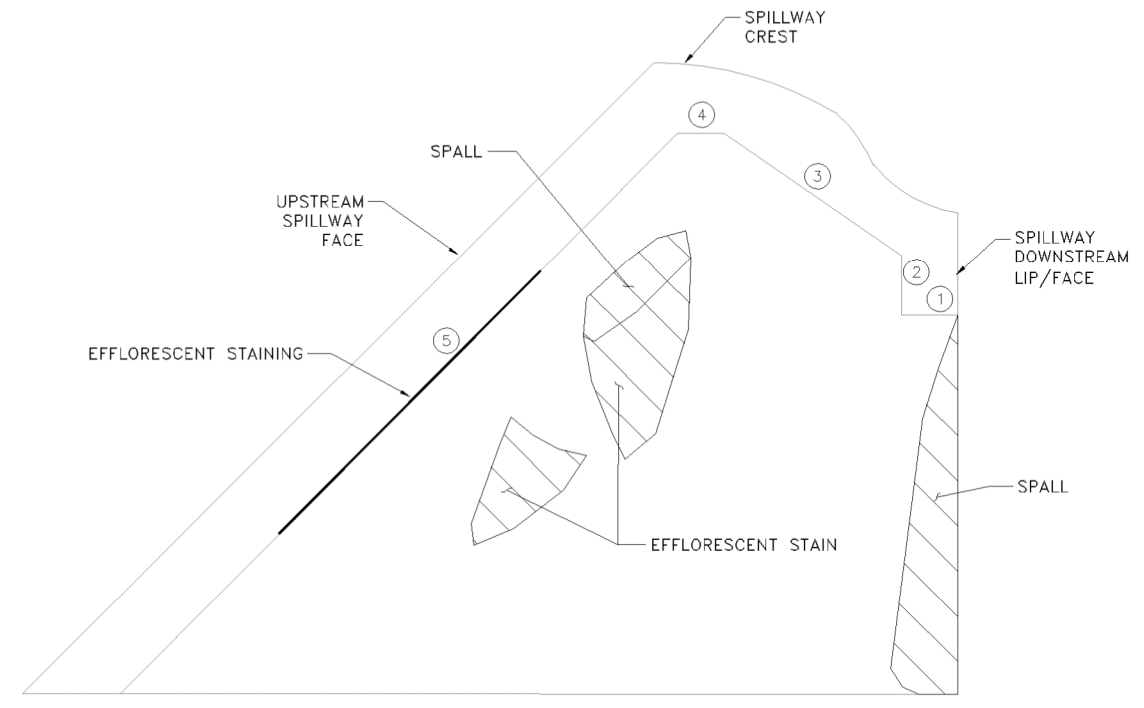 SPILLWAY
CREST
4
SPALL
3
UPSTREAM
SPILLWAY
FACE
SPILLWAY
DOWNSTREAM
LIP/FACE
2
1
5
EFFLORESCENT STAINING
SPALL
EFFLORESCENT STAIN